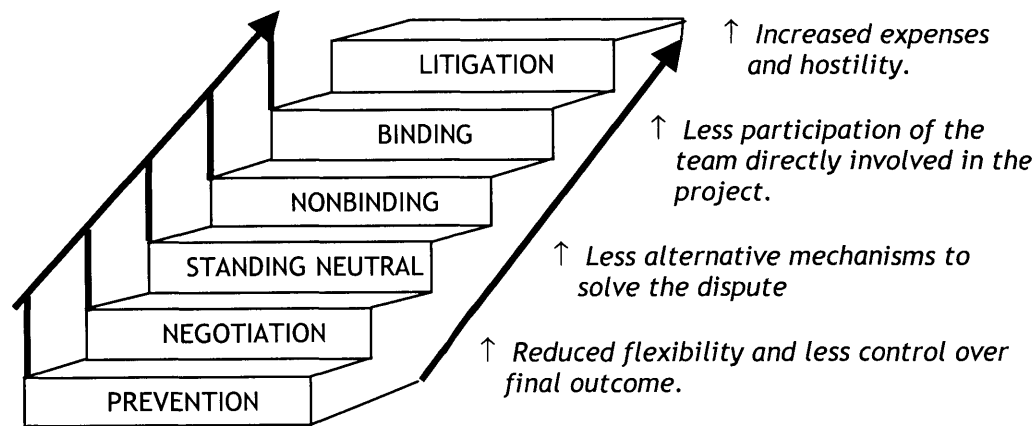 LITIGATION
BINDING
NONBINDING
STANDING NEUTRAL
NEGOTIATION
PREVENTION
↑ Increased expenses
and hostility.
↑ Less participation of the
team directly involved in the
project.
↑ Less alternative mechanisms to
solve the dispute
↑ Reduced flexibility and less control over
final outcome.